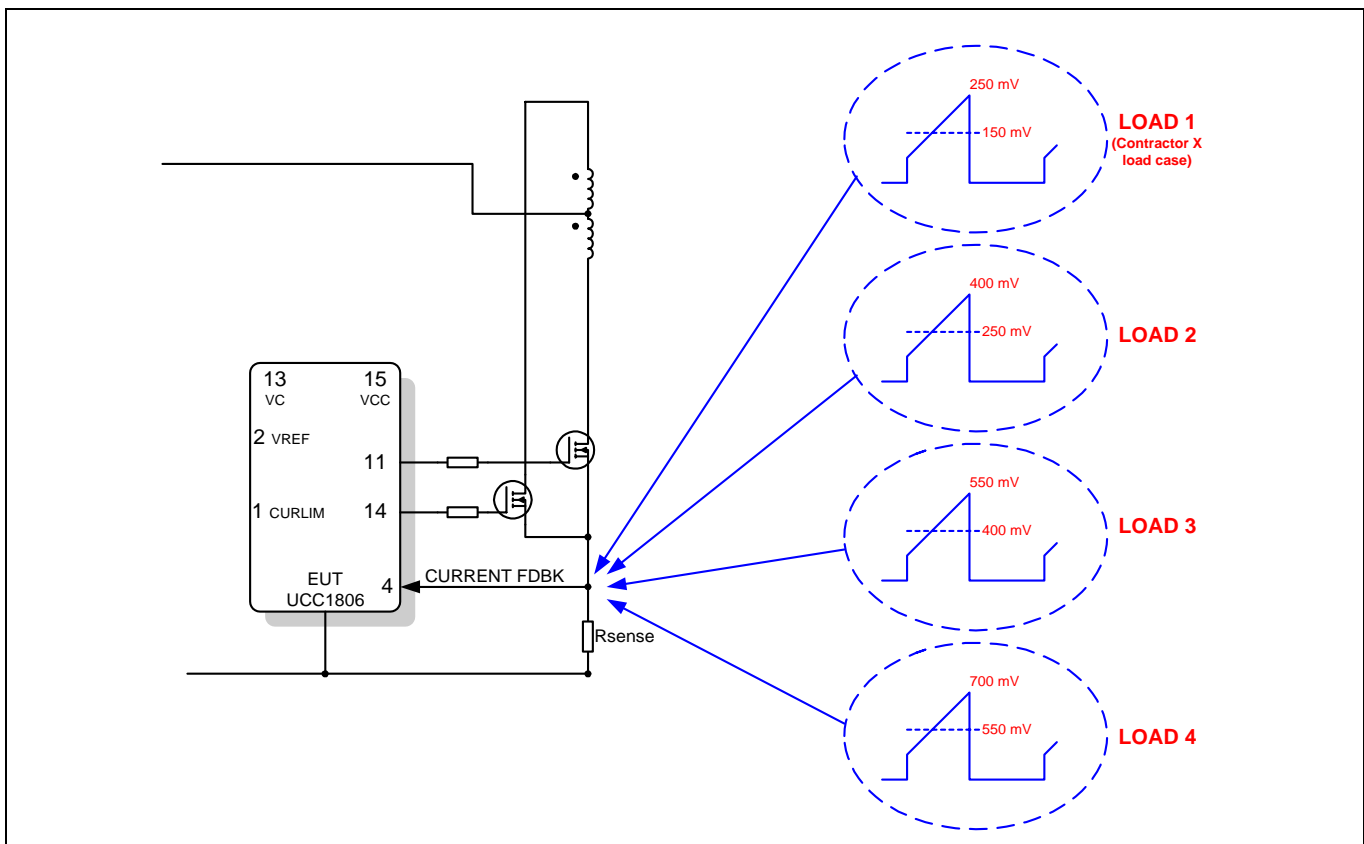 250 mV
150 mV
LOAD 1
(Contractor X
load case)
400 mV
250 mV
LOAD 2
13
VC
15
VCC
2 VREF
11
1 CURLIM
14
EUT
UCC1806
4
CURRENT FDBK
Rsense
550 mV
400 mV
LOAD 3
700 mV
550 mV
LOAD 4